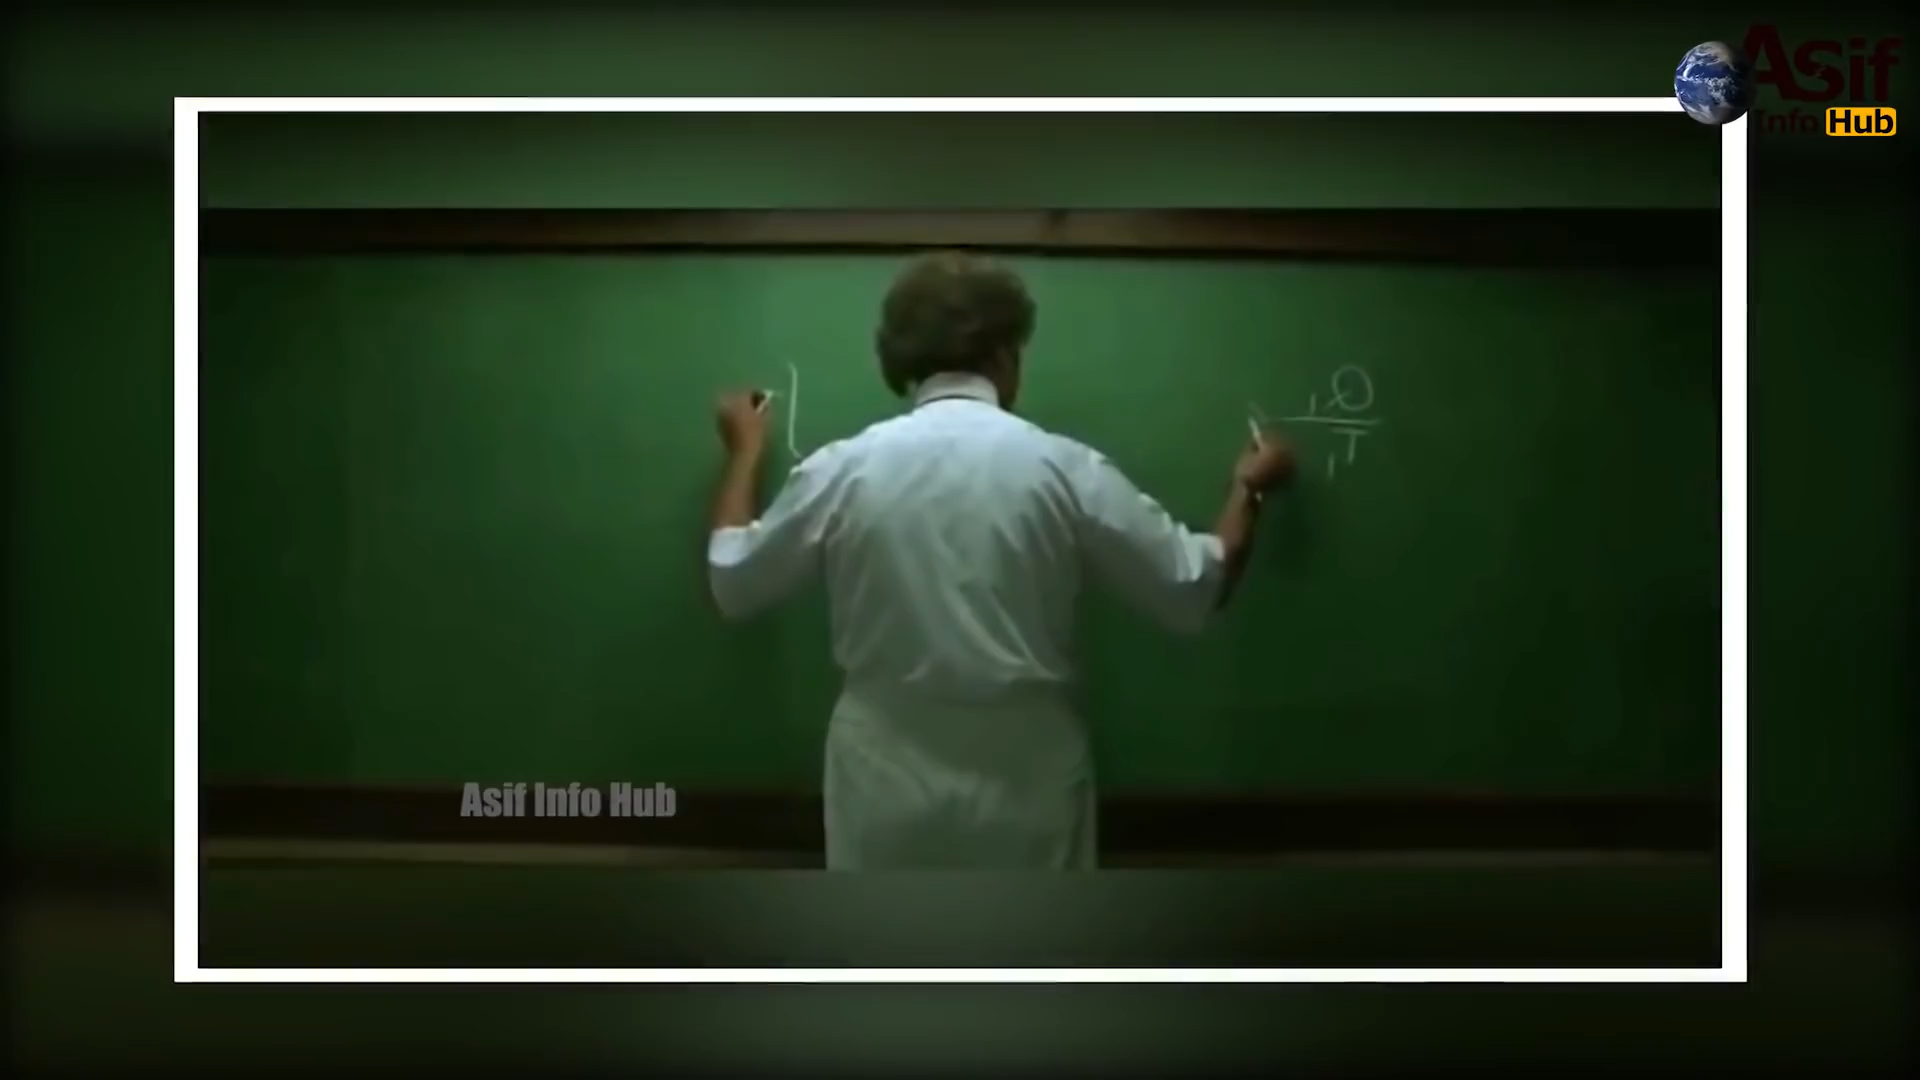 Asif
Info Hub
Q
T
Asif Info Hub